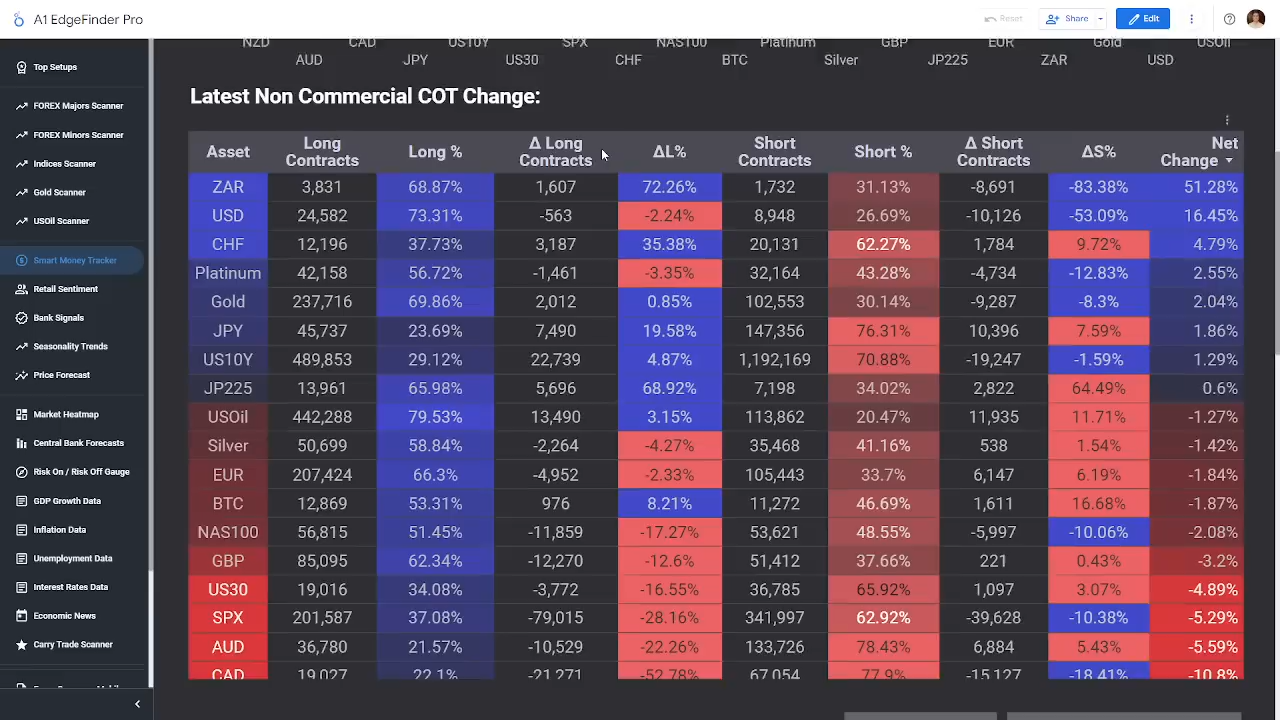 A1 EdgeFinder Pro
Reset
Share
Edit
NZD CAD US10Y SPX NAS100 Platinum GBP EUR Gold USOil
AUD JPY US30 CHF BTC Silver JP225 ZAR USD
Top Setups
FOREX Majors Scanner
FOREX Minors Scanner
Indices Scanner
Gold Scanner
USOil Scanner
Smart Money Tracker
Retail Sentiment
Bank Signals
Seasonality Trends
Price Forecast
Market Heatmap
Central Bank Forecasts
Risk On / Risk Off Gauge
GDP Growth Data
Inflation Data
Unemployment Data
Interest Rates Data
Economic News
Carry Trade Scanner
Latest Non Commercial COT Change:
Asset Long Contracts Long % Δ Long Contracts ΔL% Short Contracts Short % Δ Short Contracts ΔS% Net Change
ZAR 3,831 68.87% 1,607 72.26% 1,732 31.13% -8,691 -83.38% 51.28%
USD 24,582 73.31% -563 -2.24% 8,948 26.69% -10,126 -53.09% 16.45%
CHF 12,196 37.73% 3,187 35.38% 20,131 62.27% 1,784 9.72% 4.79%
Platinum 42,158 56.72% -1,461 -3.35% 32,164 43.28% -4,734 -12.83% 2.55%
Gold 237,716 69.86% 2,012 0.85% 102,553 30.14% -9,287 -8.3% 2.04%
JPY 45,737 23.69% 7,490 19.58% 147,356 76.31% 10,396 7.59% 1.86%
US10Y 489,853 29.12% 22,739 4.87% 1,192,169 70.88% -19,247 -1.59% 1.29%
JP225 13,961 65.98% 5,696 68.92% 7,198 34.02% 2,822 64.49% 0.6%
USOil 442,288 79.53% 13,490 3.15% 113,862 20.47% 11,935 11.71% -1.27%
Silver 50,699 58.84% -2,264 -4.27% 35,468 41.16% 538 1.54% -1.42%
EUR 207,424 66.3% -4,952 -2.33% 105,443 33.7% 6,147 6.19% -1.84%
BTC 12,869 53.31% 976 8.21% 11,272 46.69% 1,611 16.68% -1.87%
NAS100 56,815 51.45% -11,859 -17.27% 53,621 48.55% -5,997 -10.06% -2.08%
GBP 85,095 62.34% -12,270 -12.6% 51,412 37.66% 221 0.43% -3.2%
US30 19,016 34.08% -3,772 -16.55% 36,785 65.92% 1,097 3.07% -4.89%
SPX 201,587 37.08% -79,015 -28.16% 341,997 62.92% -39,628 -10.38% -5.29%
AUD 36,780 21.57% -10,529 -22.26% 133,726 78.43% 6,884 5.43% -5.59%
CAD 19,027 22.1% -21,271 -52.78% 67,054 77.9% -15,127 -18.41% -10.8%